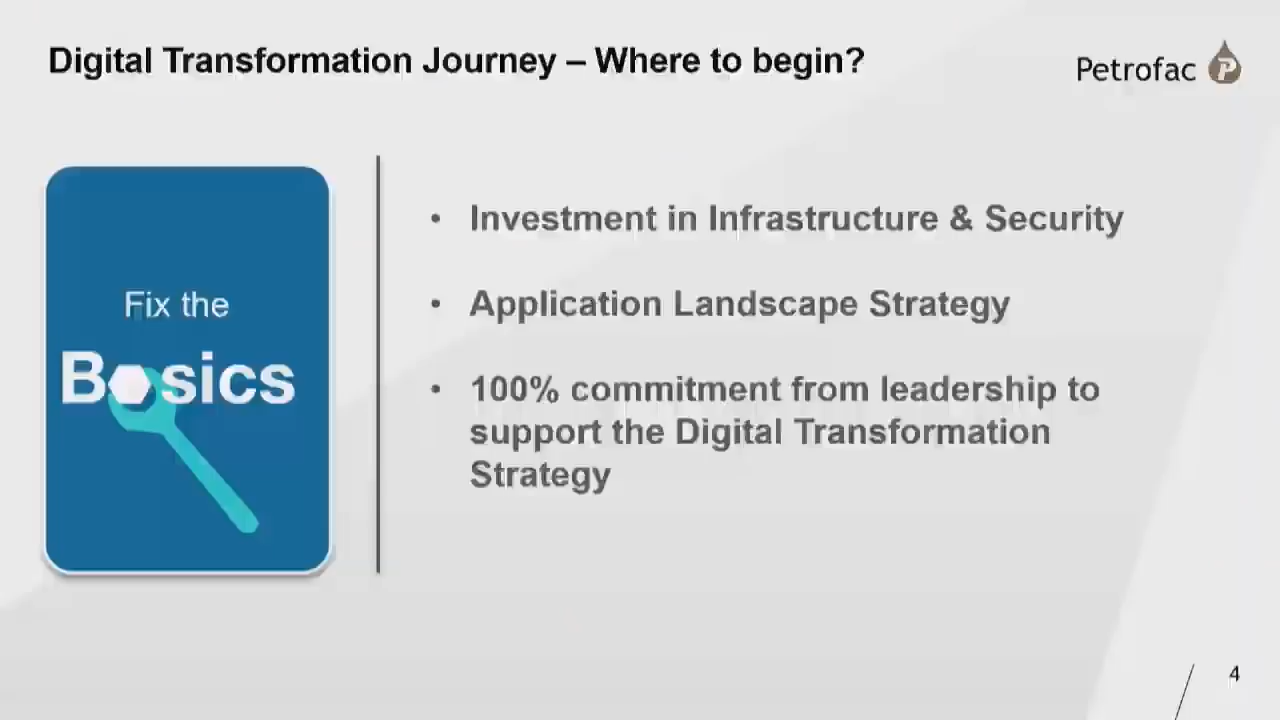 Digital Transformation Journey – Where to begin?
Petrofac
P
Fix the
Basics
• Investment in Infrastructure & Security
• Application Landscape Strategy
• 100% commitment from leadership to
support the Digital Transformation
Strategy
4